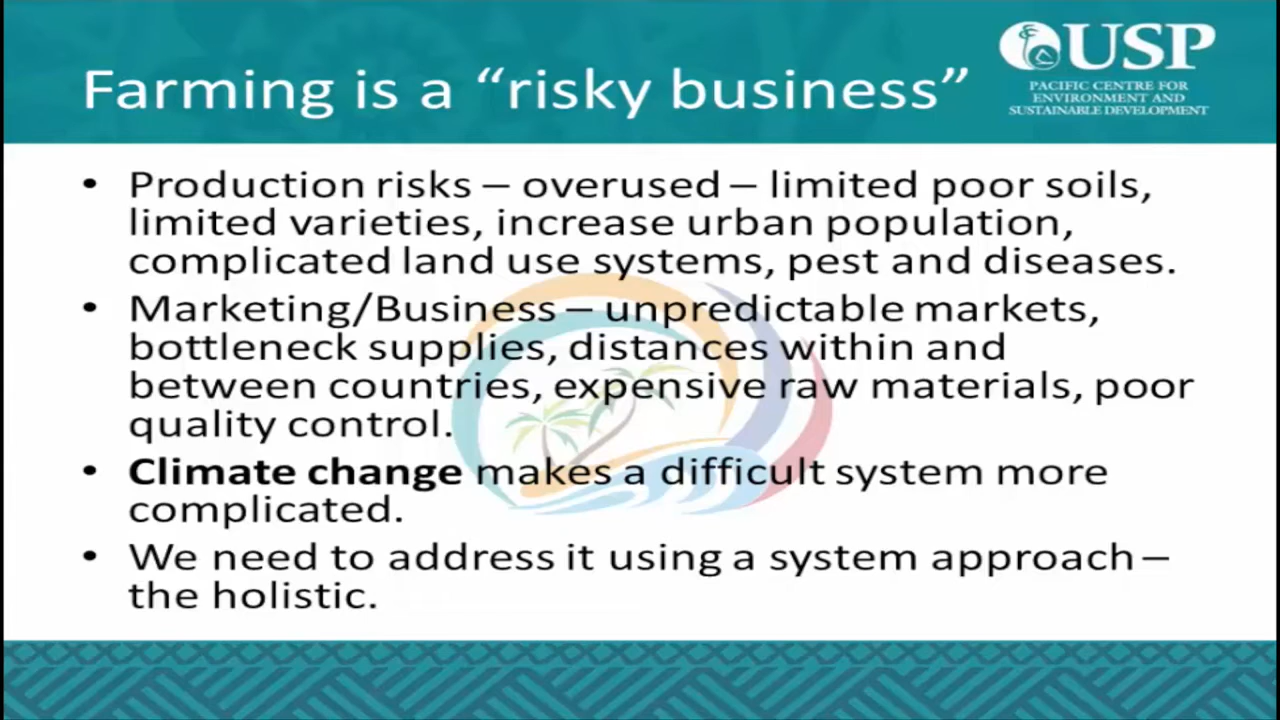 Farming is a “risky business”
USP
PACIFIC CENTRE FOR
ENVIRONMENT AND
SUSTAINABLE DEVELOPMENT
• Production risks – overused – limited poor soils,
limited varieties, increase urban population,
complicated land use systems, pest and diseases.
• Marketing/Business – unpredictable markets,
bottleneck supplies, distances within and
between countries, expensive raw materials, poor
quality control.
• Climate change makes a difficult system more
complicated.
• We need to address it using a system approach –
the holistic.